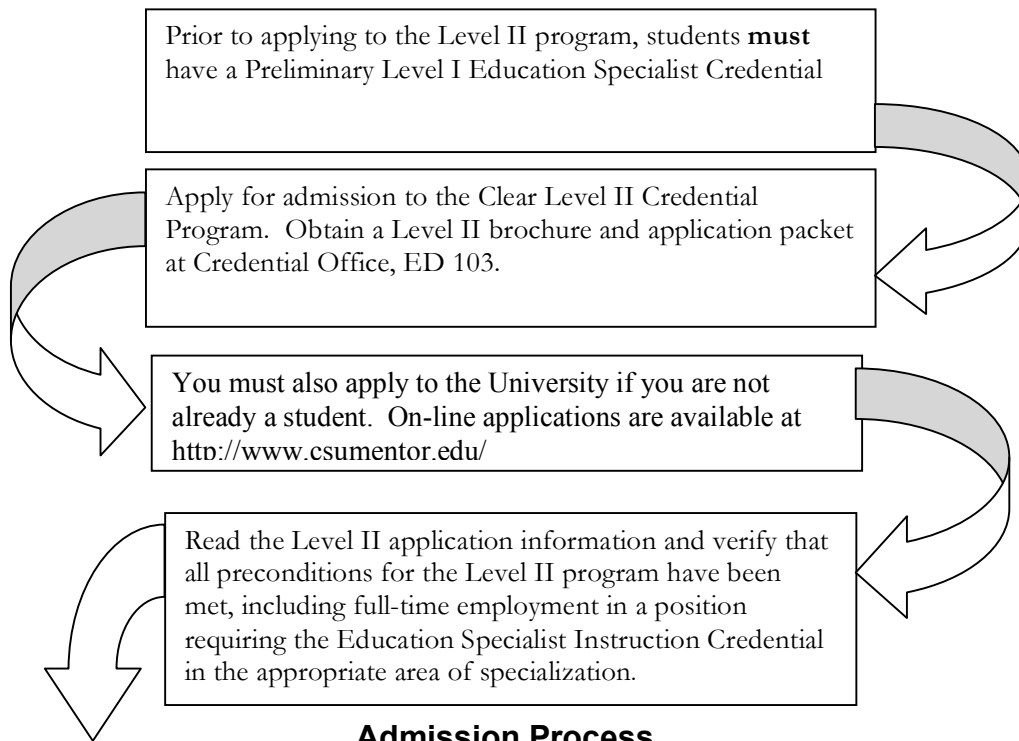 Prior to applying to the Level II program, students must
have a Preliminary Level I Education Specialist Credential
Apply for admission to the Clear Level II Credential
Program.  Obtain a Level II brochure and application packet
at Credential Office, ED 103.
You must also apply to the University if you are not
already a student.  On-line applications are available at
http://www.csumentor.edu/
Read the Level II application information and verify that
all preconditions for the Level II program have been
met, including full-time employment in a position
requiring the Education Specialist Instruction Credential
in the appropriate area of specialization.
Admission Process